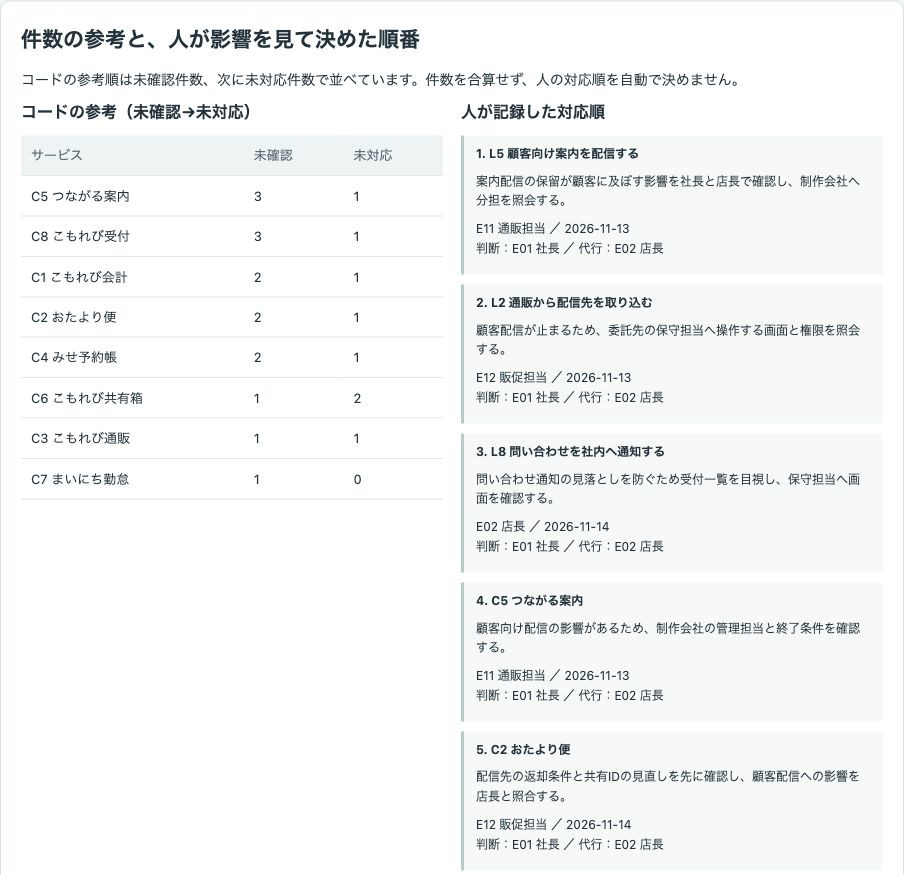 件数の参考と、人が影響を見て決めた順番
コードの参考順は未確認件数、次に未対応件数で並べています。件数を合算せず、人の対応順を自動で決めません。
コードの参考（未確認→未対応）
サービス 未確認 未対応
C5 つながる案内 3 1
C8 こもれび受付 3 1
C1 こもれび会計 2 1
C2 おたより便 2 1
C4 みせ予約帳 2 1
C6 こもれび共有箱 1 2
C3 こもれび通販 1 1
C7 まいにち勤怠 1 0
人が記録した対応順
1. L5 顧客向け案内を配信する
案内配信の保留が顧客に及ぼす影響を社長と店長で確認し、制作会社へ
分担を照会する。
E11 通販担当 ／ 2026-11-13
判断：E01 社長 ／ 代行：E02 店長
2. L2 通販から配信先を取り込む
顧客配信が止まるため、委託先の保守担当へ操作する画面と権限を照会
する。
E12 販促担当 ／ 2026-11-13
判断：E01 社長 ／ 代行：E02 店長
3. L8 問い合わせを社内へ通知する
問い合わせ通知の見落としを防ぐため受付一覧を目視し、保守担当へ画
面を確認する。
E02 店長 ／ 2026-11-14
判断：E01 社長 ／ 代行：E02 店長
4. C5 つながる案内
顧客向け配信の影響があるため、制作会社の管理担当と終了条件を確認
する。
E11 通販担当 ／ 2026-11-13
判断：E01 社長 ／ 代行：E02 店長
5. C2 おたより便
配信先の返却条件と共有IDの見直しを先に確認し、顧客配信への影響を
店長と照合する。
E12 販促担当 ／ 2026-11-14
判断：E01 社長 ／ 代行：E02 店長